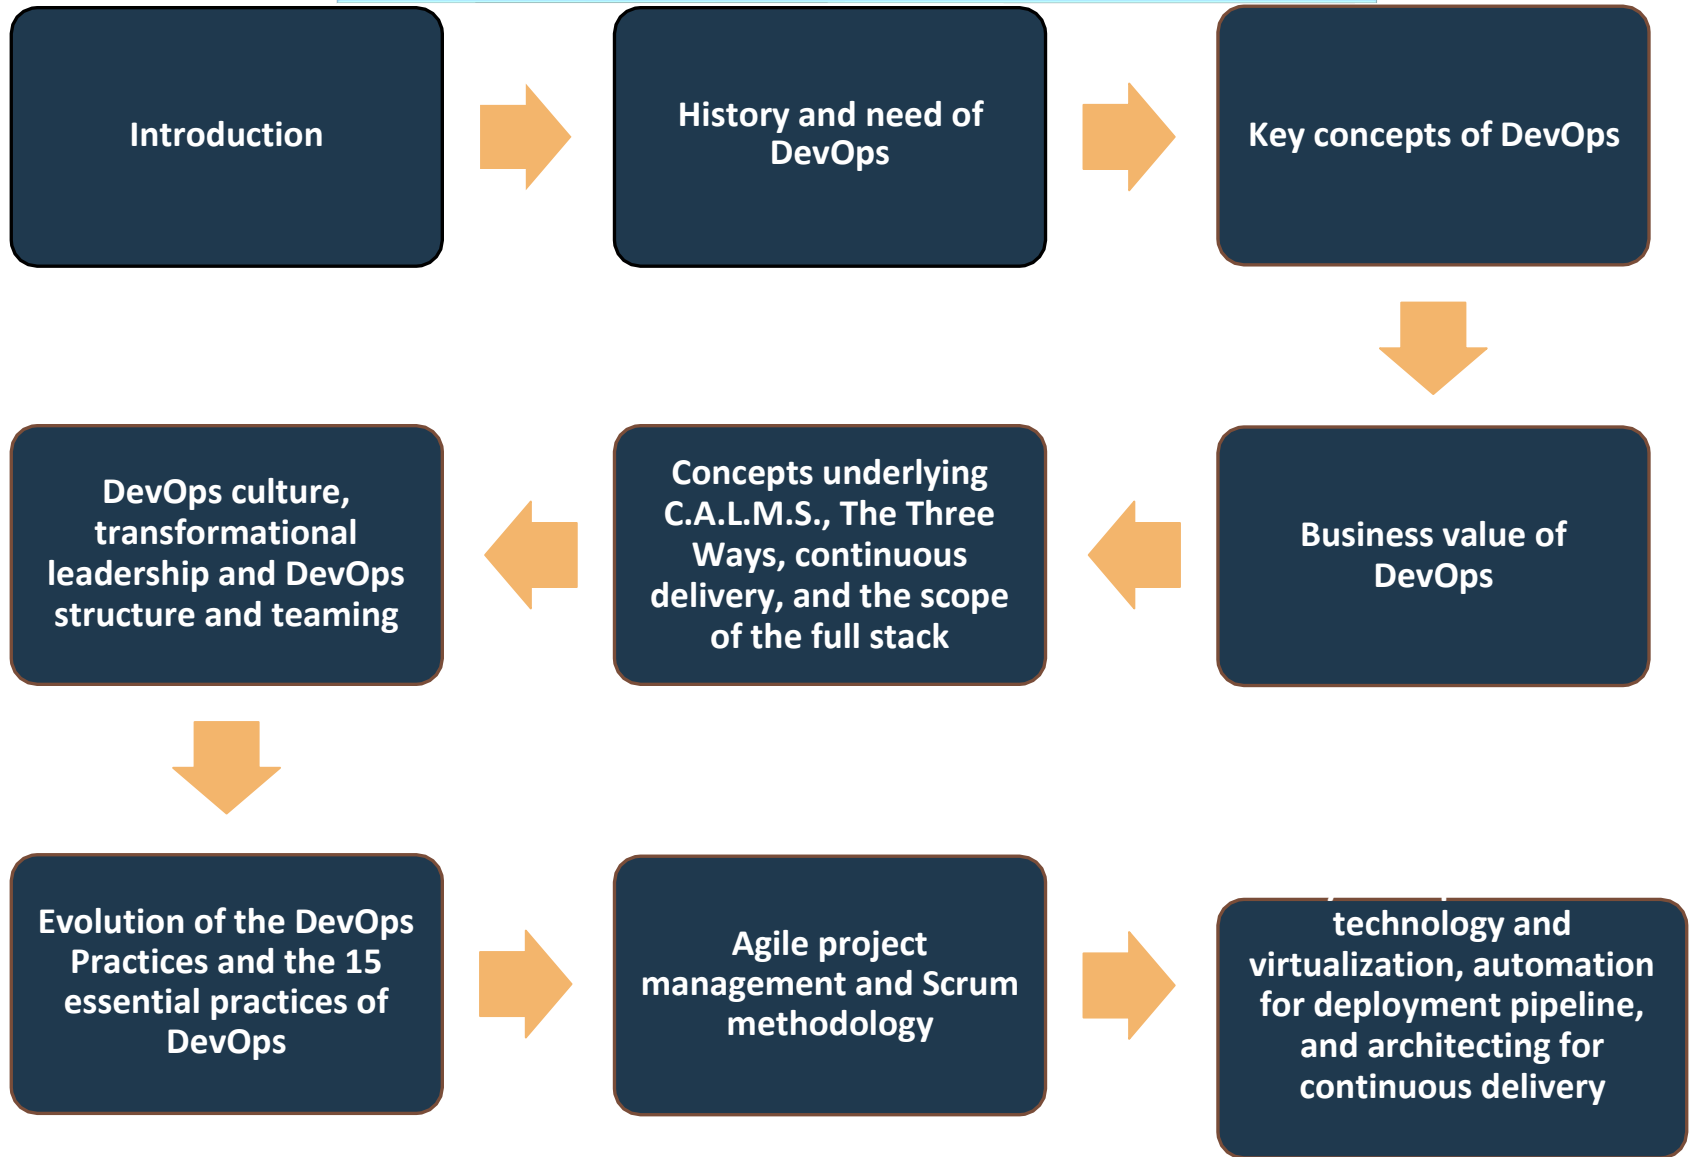 Introduction
History and need of
DevOps
Key concepts of DevOps
Business value of
DevOps
Concepts underlying
C.A.L.M.S., The Three
Ways, continuous
delivery, and the scope
of the full stack
DevOps culture,
transformational
leadership and DevOps
structure and teaming
Evolution of the DevOps
Practices and the 15
essential practices of
DevOps
Agile project
management and Scrum
methodology
technology and
virtualization, automation
for deployment pipeline,
and architecting for
continuous delivery